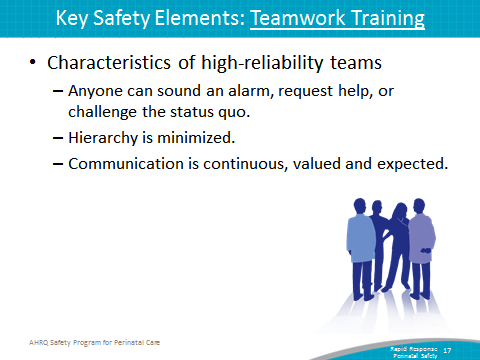 Key Safety Elements: Teamwork Training
• Characteristics of high-reliability teams
– Anyone can sound an alarm, request help, or
challenge the status quo.
– Hierarchy is minimized.
– Communication is continuous, valued and expected.
AHRQ Safety Program for Perinatal Care
Rapid Response 17
Perinatal Safety